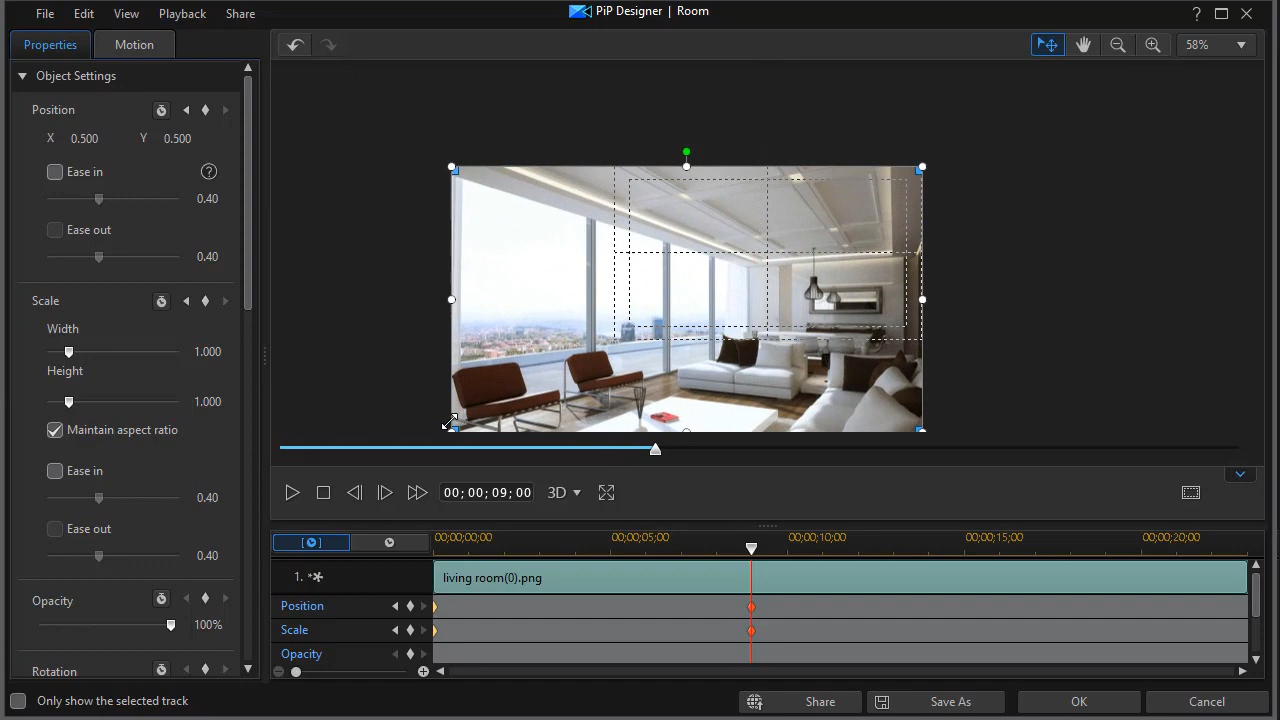 File Edit View Playback Share
PiP Designer | Room
?
Properties Motion
58%
Object Settings
Position
X 0.500 Y 0.500
Ease in
?
0.40
Ease out
0.40
Scale
Width
1.000
Height
1.000
Maintain aspect ratio
Ease in
0.40
Ease out
0.40
Opacity
100%
Rotation
00; 00; 09; 00
3D
00;00;00;00 00;00;05;00 00;00;10;00 00;00;15;00 00;00;20;00
1.
living room(0).png
Position
Scale
Opacity
Only show the selected track
Share Save As OK Cancel